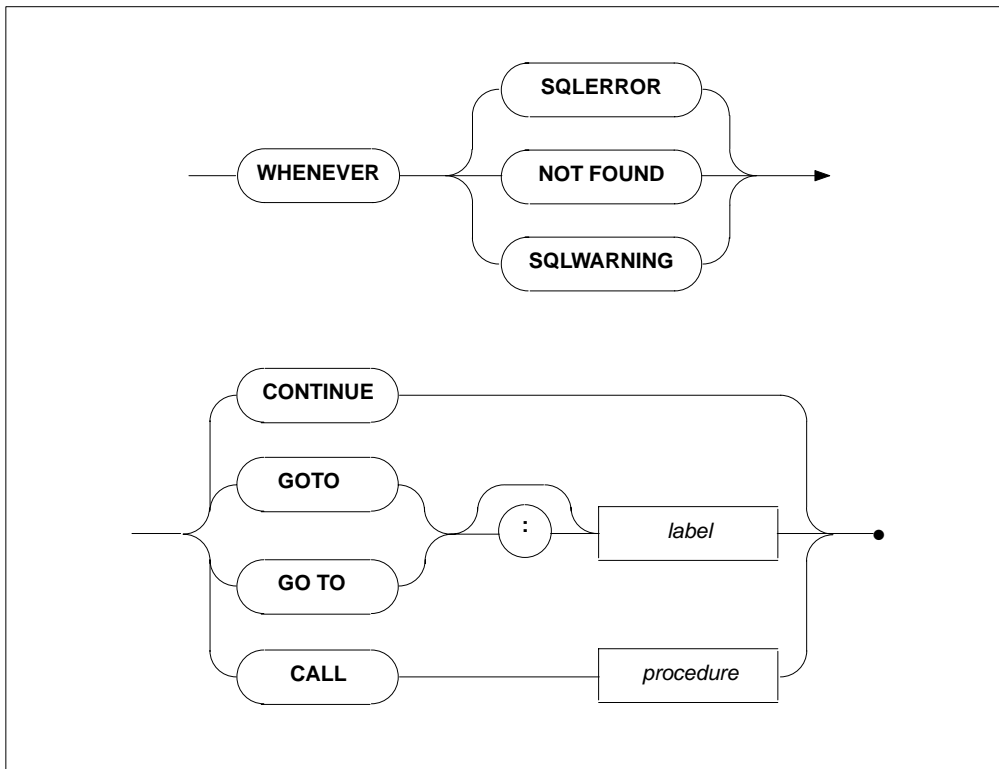 SQLERROR
WHENEVER
NOT FOUND
SQLWARNING
CONTINUE
GOTO
:
label
GO TO
CALL
procedure